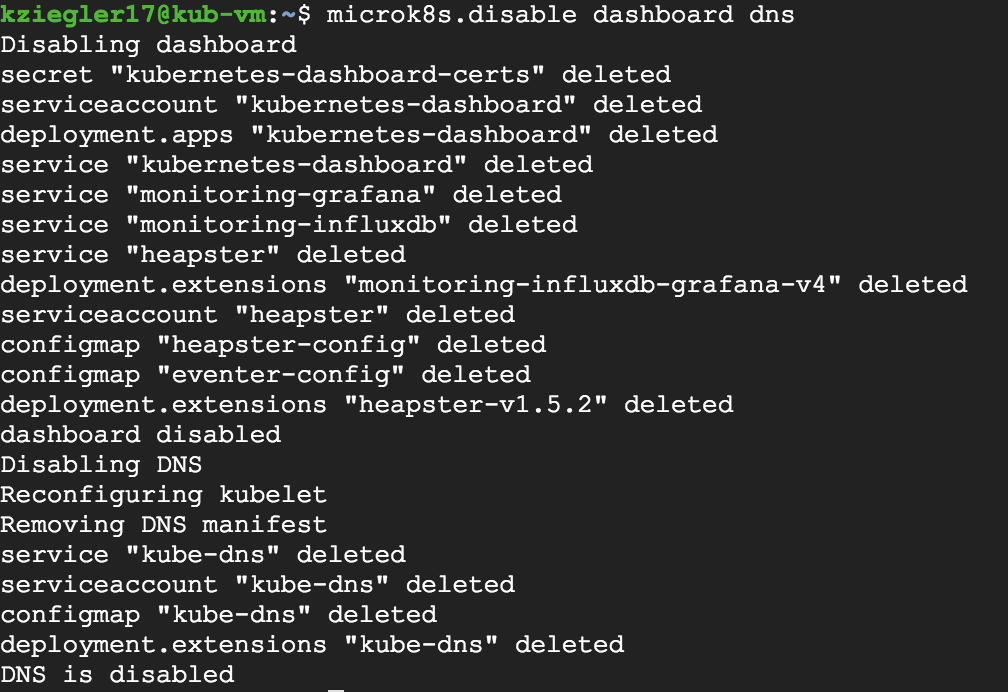 kziegler17@kub-vm:~$ microk8s.disable dashboard dns
Disabling dashboard
secret "kubernetes-dashboard-certs" deleted
serviceaccount "kubernetes-dashboard" deleted
deployment.apps "kubernetes-dashboard" deleted
service "kubernetes-dashboard" deleted
service "monitoring-grafana" deleted
service "monitoring-influxdb" deleted
service "heapster" deleted
deployment.extensions "monitoring-influxdb-grafana-v4" deleted
serviceaccount "heapster" deleted
configmap "heapster-config" deleted
configmap "eventer-config" deleted
deployment.extensions "heapster-v1.5.2" deleted
dashboard disabled
Disabling DNS
Reconfiguring kubelet
Removing DNS manifest
service "kube-dns" deleted
serviceaccount "kube-dns" deleted
configmap "kube-dns" deleted
deployment.extensions "kube-dns" deleted
DNS is disabled